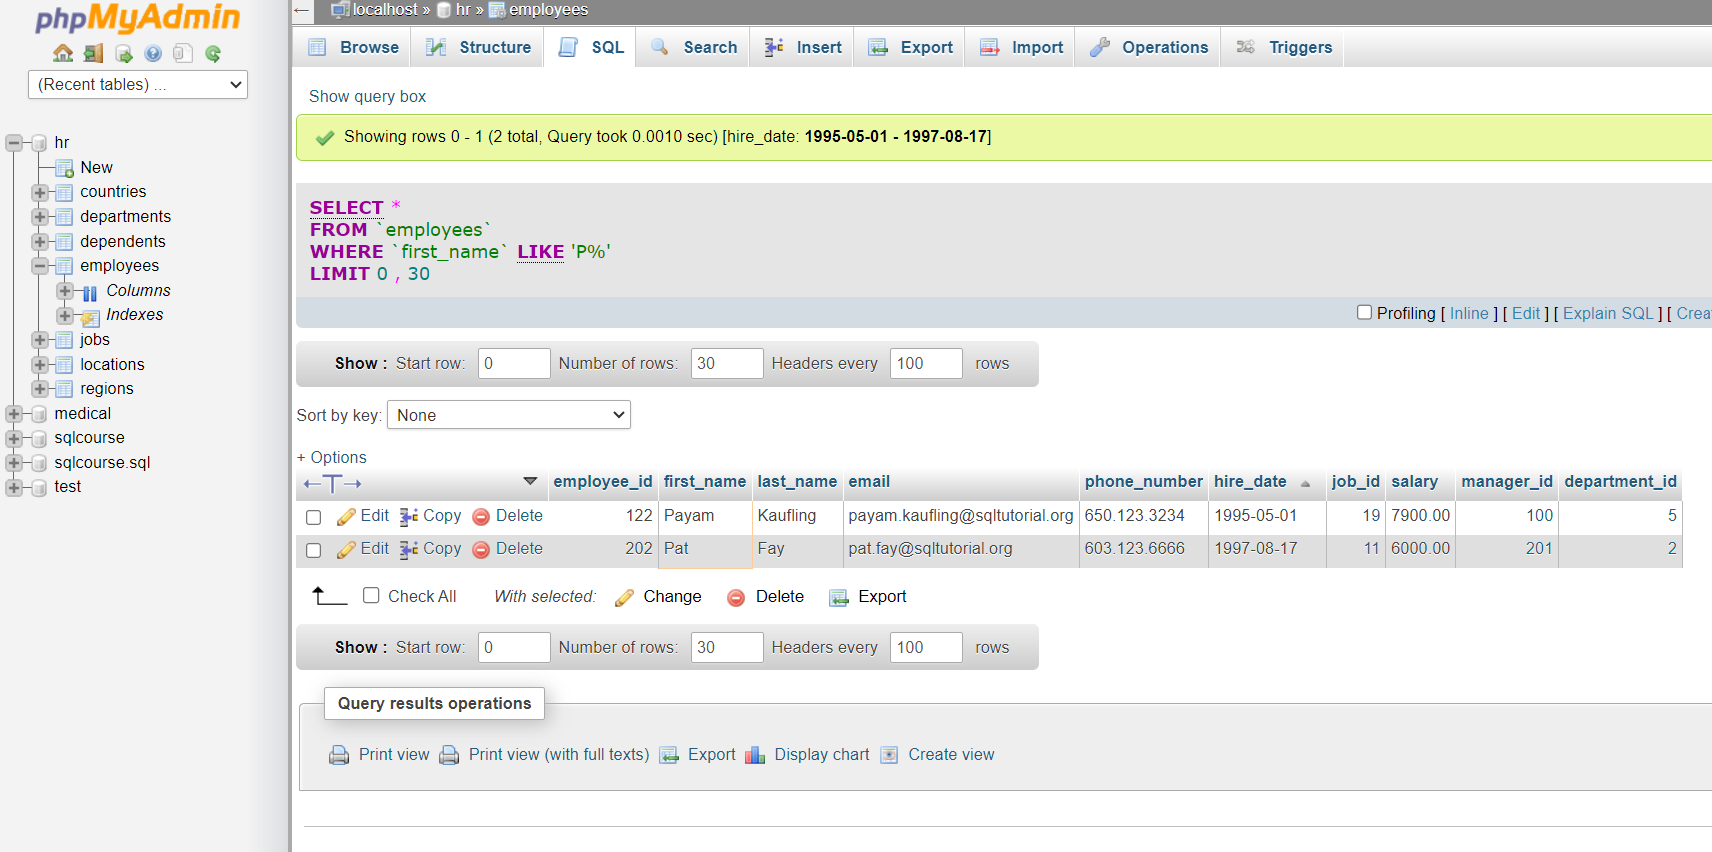 phpMyAdmin
(Recent tables) ...
hr
New
countries
departments
dependents
employees
Columns
Indexes
jobs
locations
regions
medical
sqlcourse
sqlcourse.sql
test
← localhost » hr » employees
Browse Structure SQL Search Insert Export Import Operations Triggers
Show query box
Showing rows 0 - 1 (2 total, Query took 0.0010 sec) [hire_date: 1995-05-01 - 1997-08-17]
SELECT *
FROM `employees`
WHERE `first_name` LIKE 'P%'
LIMIT 0 , 30
Profiling [ Inline ] [ Edit ] [ Explain SQL ] [ Crea
Show : Start row: 0 Number of rows: 30 Headers every 100 rows
Sort by key: None
+ Options
←T→ employee_id first_name last_name email phone_number hire_date job_id salary manager_id department_id
Edit Copy Delete 122 Payam Kaufling payam.kaufling@sqltutorial.org 650.123.3234 1995-05-01 19 7900.00 100 5
Edit Copy Delete 202 Pat Fay pat.fay@sqltutorial.org 603.123.6666 1997-08-17 11 6000.00 201 2
Check All With selected: Change Delete Export
Show : Start row: 0 Number of rows: 30 Headers every 100 rows
Query results operations
Print view Print view (with full texts) Export Display chart Create view